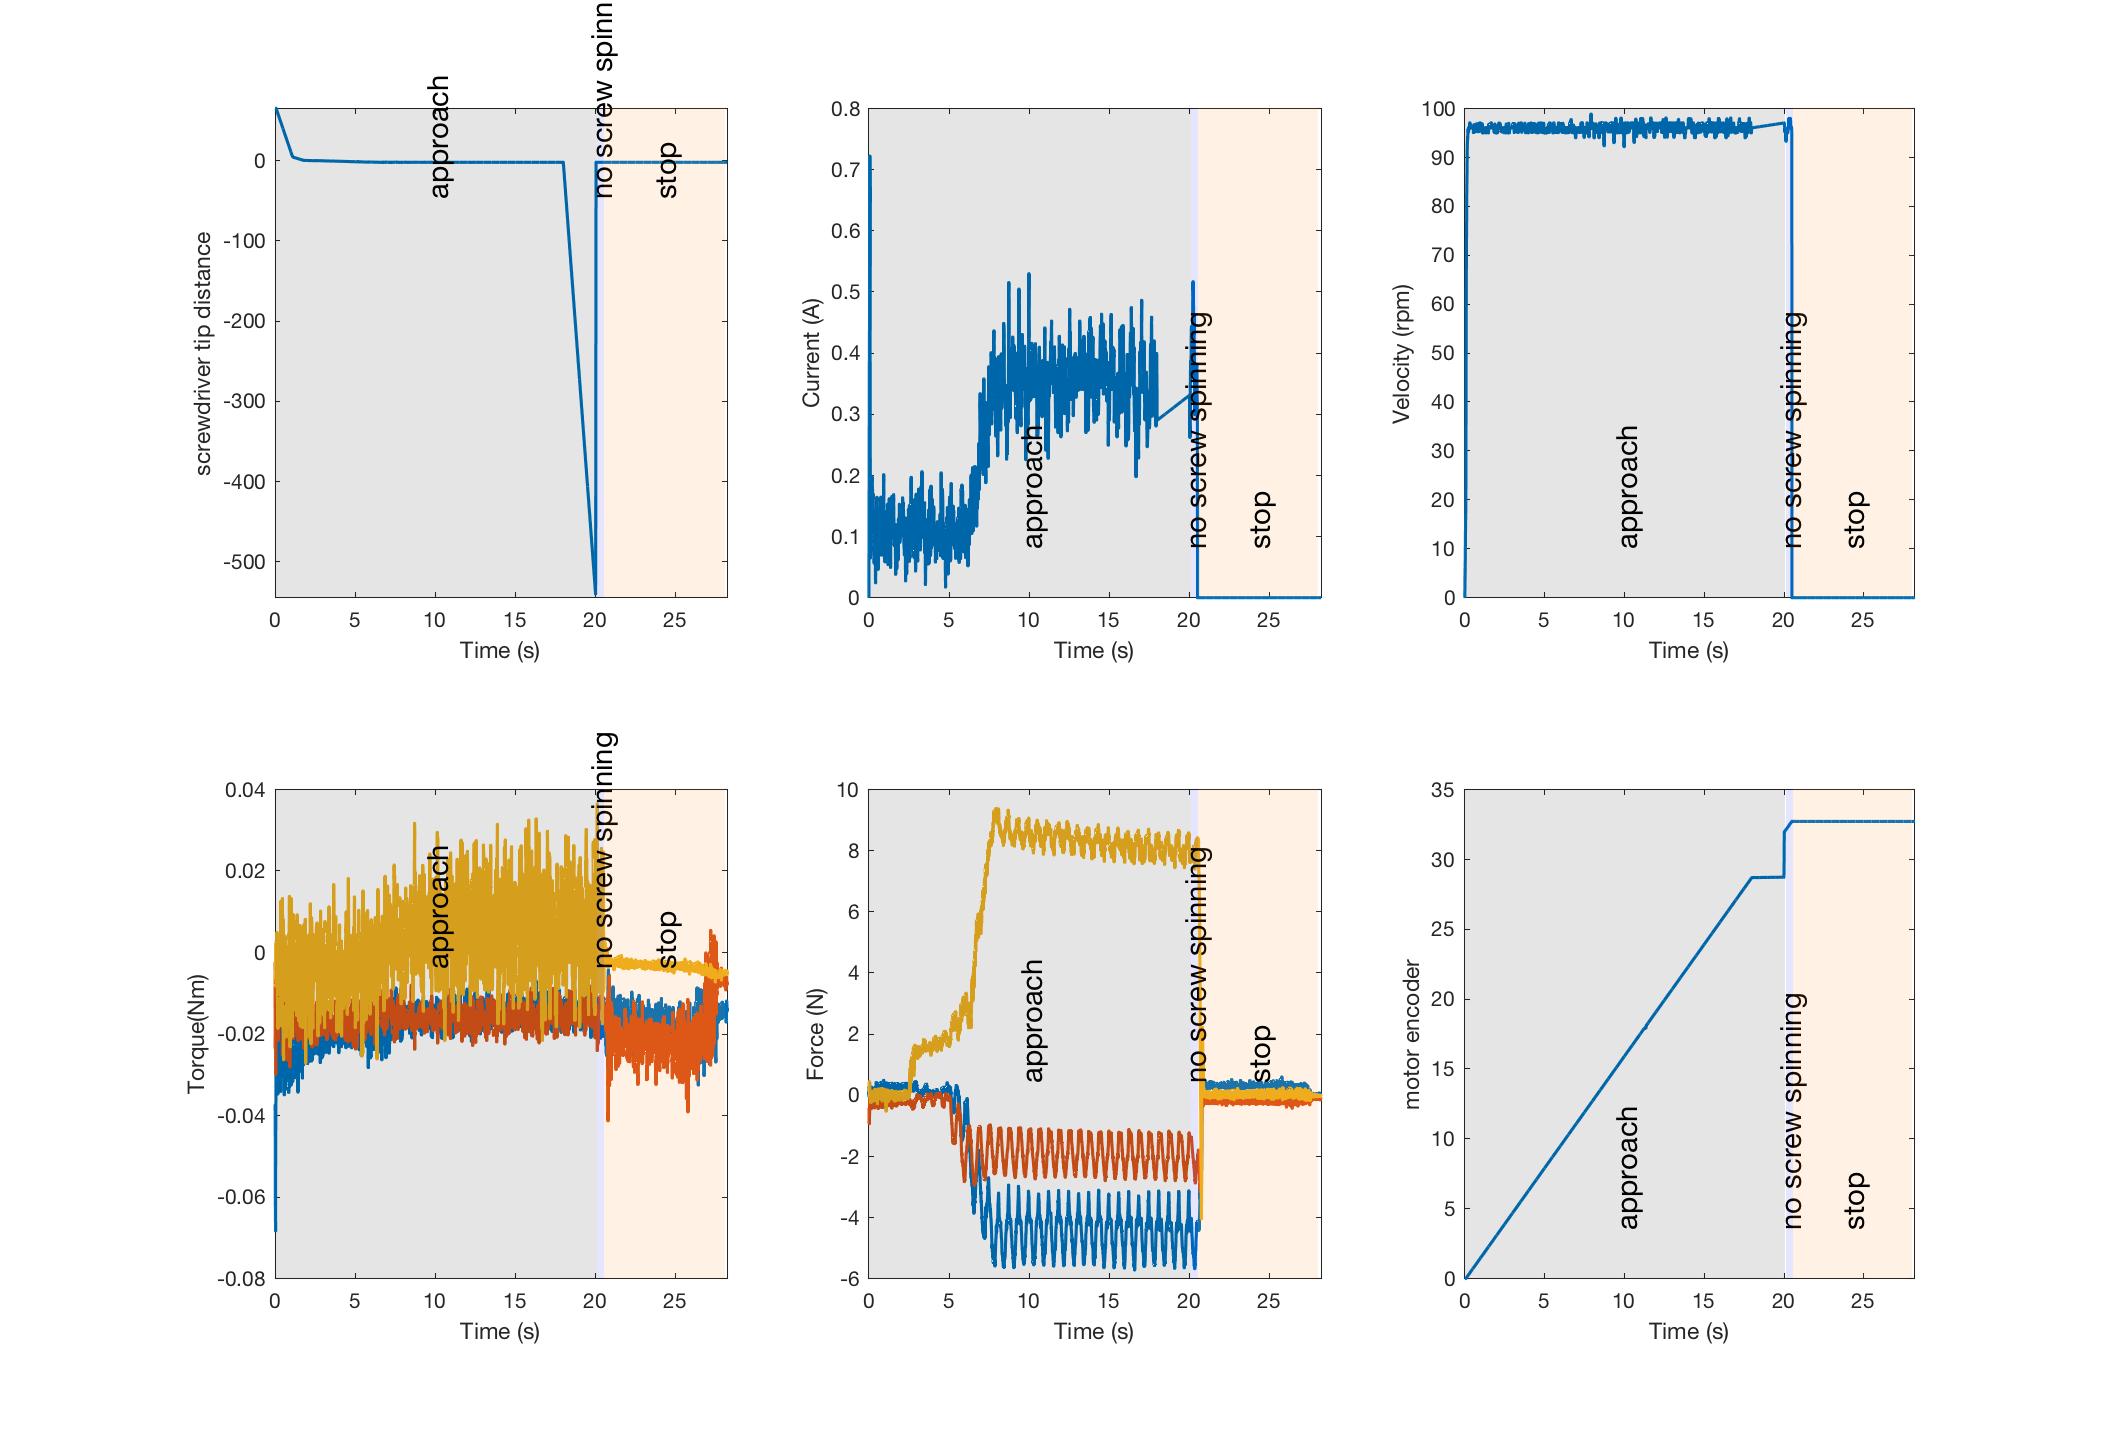 screwdriver tip distance
0
-100
-200
-300
-400
-500
approach
no screw spinn
stop
0 5 10 15 20 25
Time (s)
Current (A)
0.8
0.7
0.6
0.5
0.4
0.3
0.2
0.1
0
approach
no screw spinning
stop
0 5 10 15 20 25
Time (s)
Velocity (rpm)
100
90
80
70
60
50
40
30
20
10
0
approach
no screw spinning
stop
0 5 10 15 20 25
Time (s)
Torque(Nm)
0.04
0.02
0
-0.02
-0.04
-0.06
-0.08
approach
no screw spinning
stop
0 5 10 15 20 25
Time (s)
Force (N)
10
8
6
4
2
0
-2
-4
-6
approach
no screw spinning
stop
0 5 10 15 20 25
Time (s)
motor encoder
35
30
25
20
15
10
5
0
approach
no screw spinning
stop
0 5 10 15 20 25
Time (s)